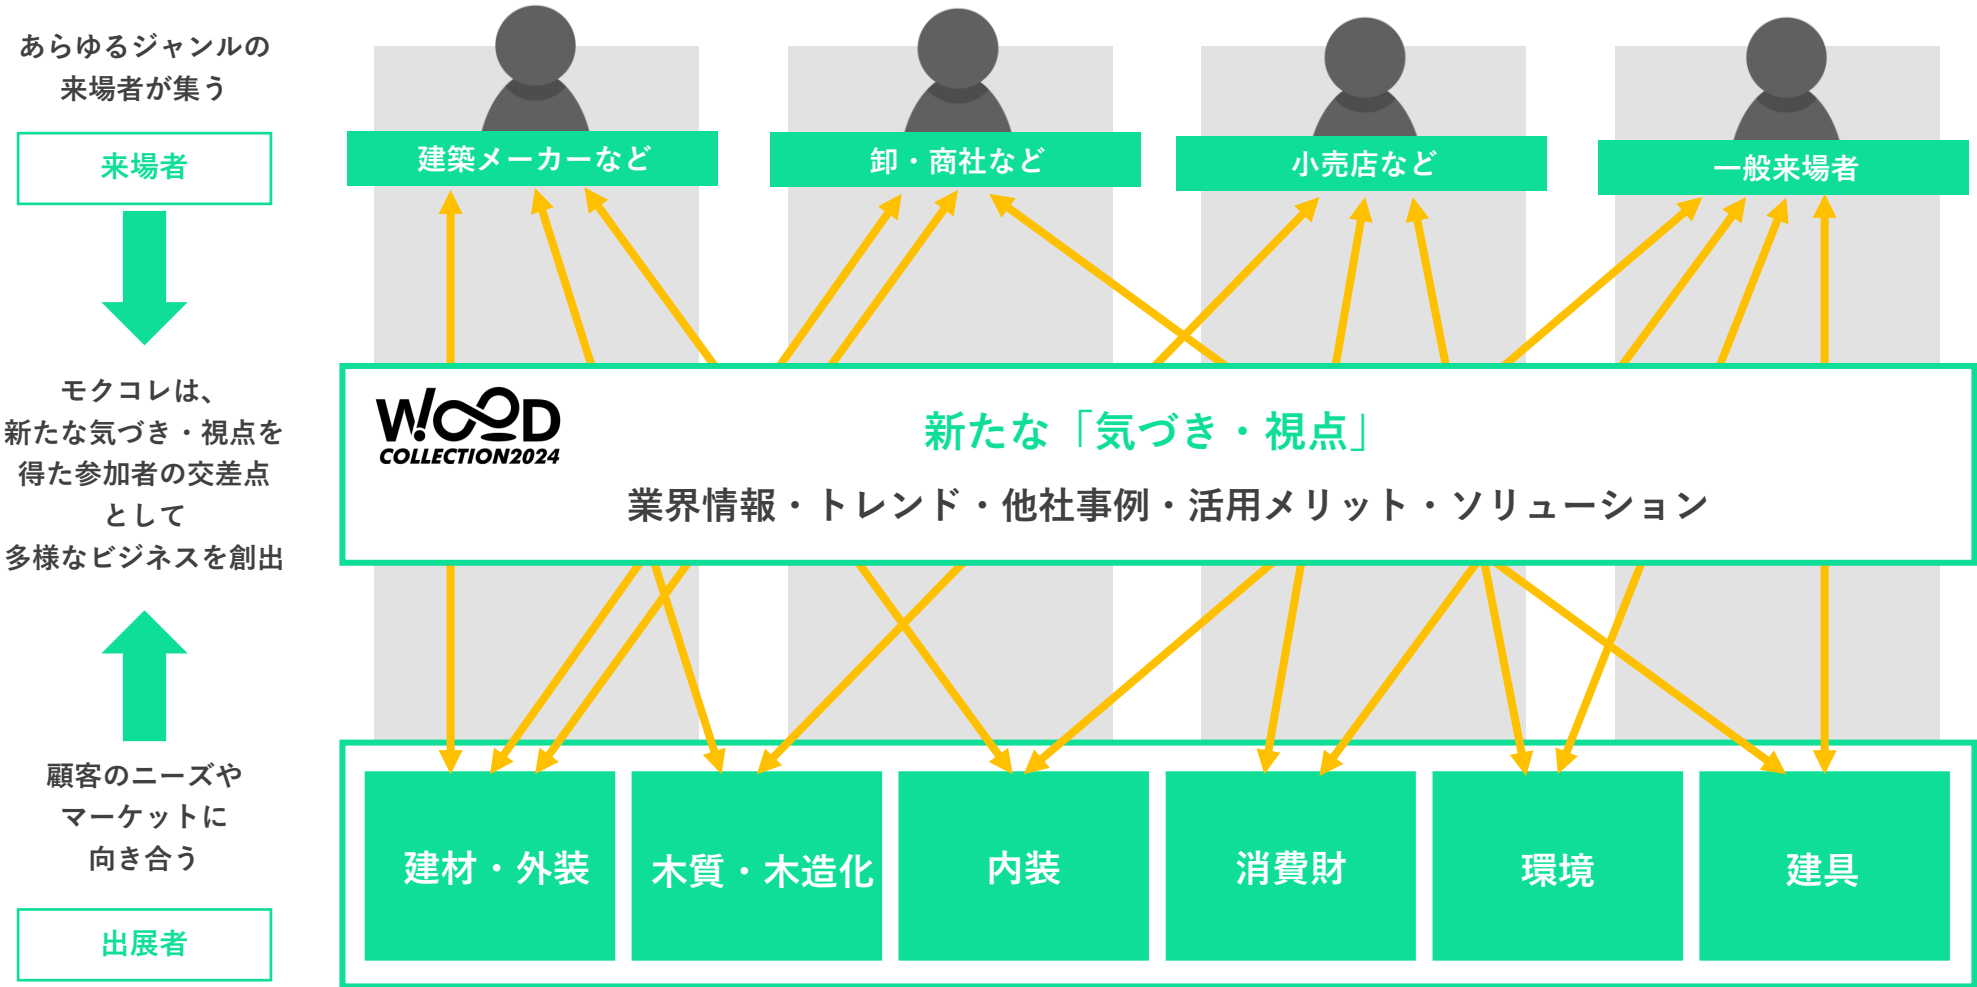 あらゆるジャンルの
来場者が集う
来場者
建築メーカーなど
卸・商社など
小売店など
一般来場者
モクコレは、
新たな気づき・視点を
得た参加者の交差点
として
多様なビジネスを創出
WOOD
COLLECTION2024
新たな「気づき・視点」
業界情報・トレンド・他社事例・活用メリット・ソリューション
顧客のニーズや
マーケットに
向き合う
出展者
建材・外装
木質・木造化
内装
消費財
環境
建具